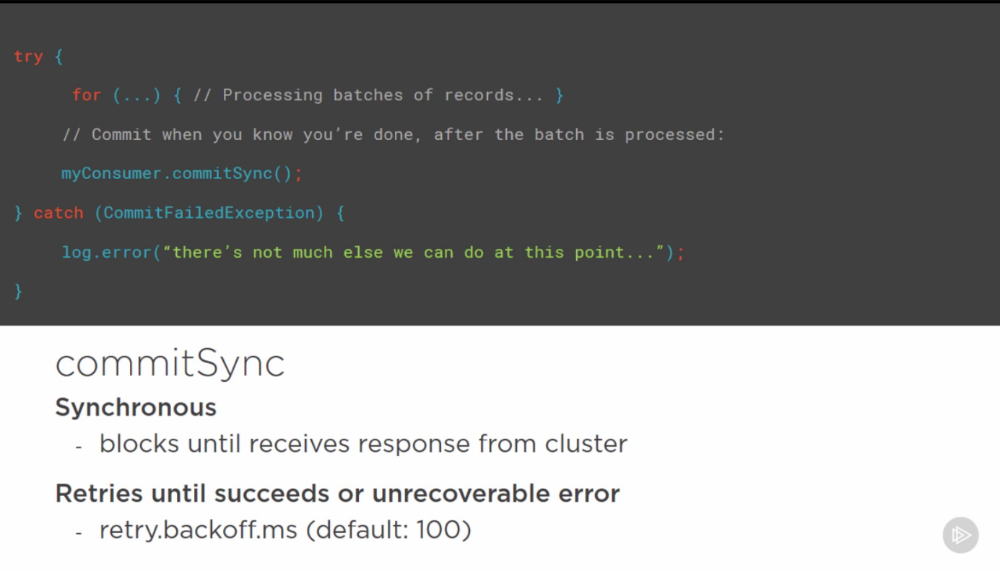 try {
for (...) { // Processing batches of records... }
// Commit when you know you’re done, after the batch is processed:
myConsumer.commitSync();
} catch (CommitFailedException) {
log.error(“there’s not much else we can do at this point...”);
}
commitSync
Synchronous
- blocks until receives response from cluster
Retries until succeeds or unrecoverable error
- retry.backoff.ms (default: 100)